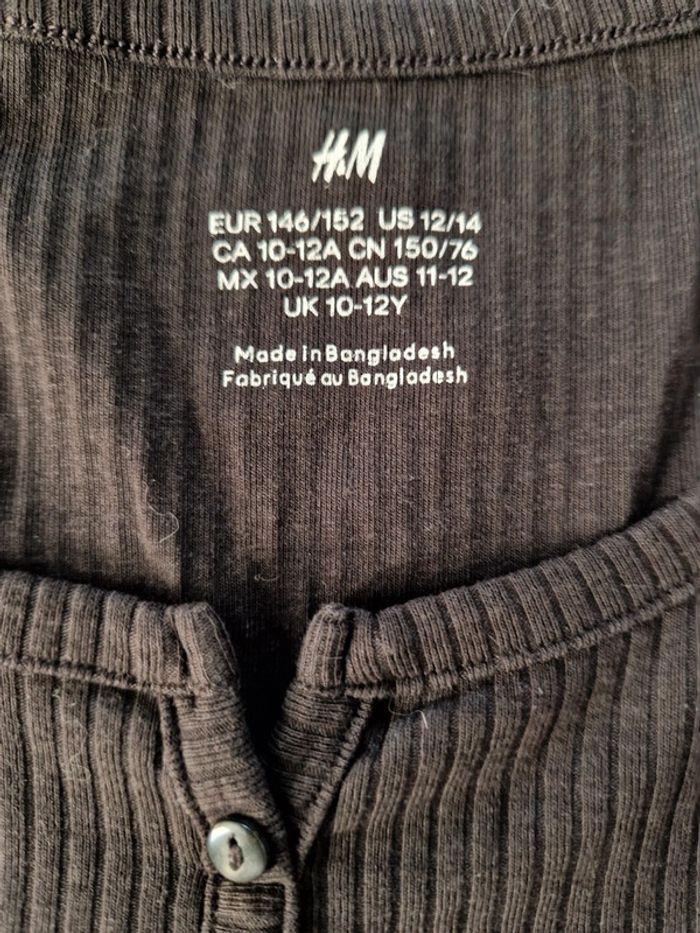 H&M
EUR 146/152 US 12/14
CA 10-12A CN 150/76
MX 10-12A AUS 11-12
UK 10-12Y
Made in Bangladesh
Fabriqué au Bangladesh